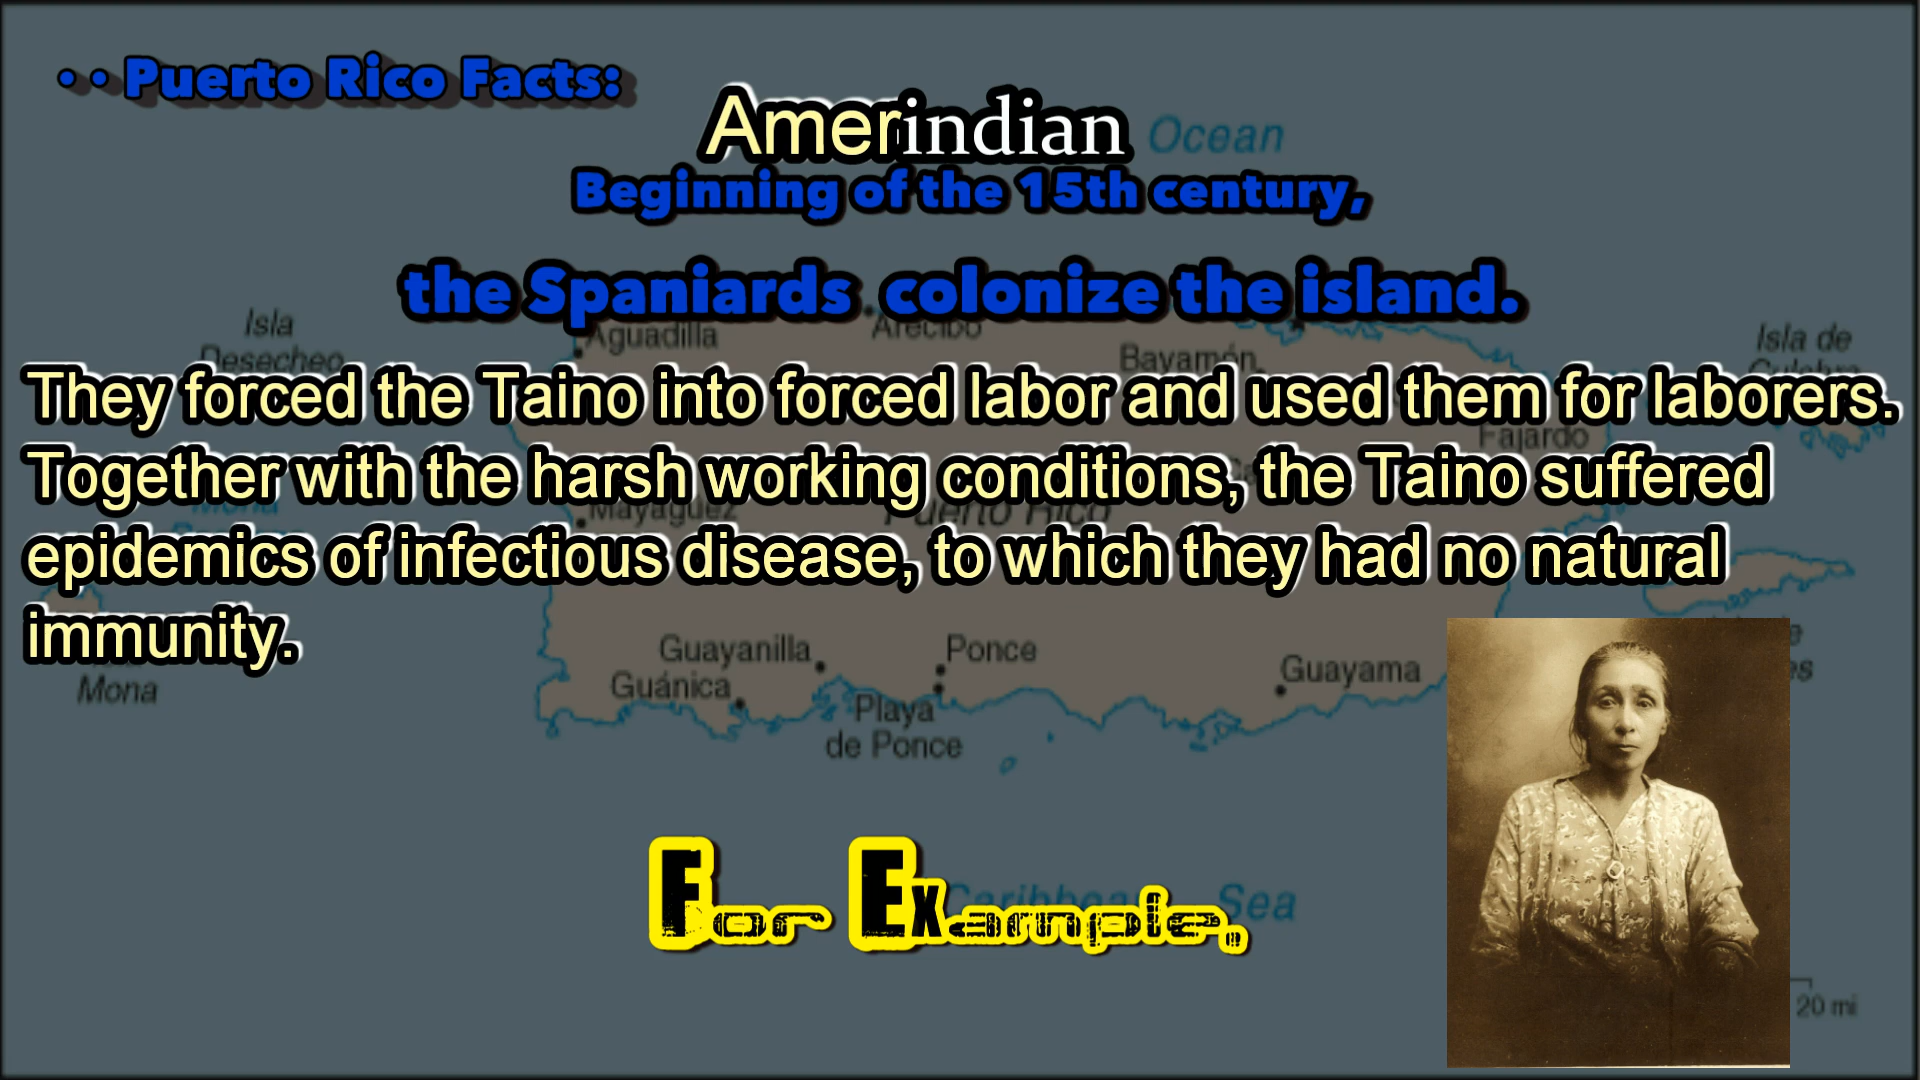 • • Puerto Rico Facts:
Amerindian
Ocean
Beginning of the 15th century,
the Spaniards colonize the island.
Isla
Desecheo
Aguadilla
Arecibo
Bayamón
Isla de
Culebra
They forced the Taino into forced labor and used them for laborers.
Fajardo
Together with the harsh working conditions, the Taino suffered
Mona
Mayagüez
Puerto Rico
epidemics of infectious disease, to which they had no natural
immunity.
Mona
Guayanilla
Ponce
Guánica
Guayama
Playa
de Ponce
For Example,
Caribbean Sea
20 mi